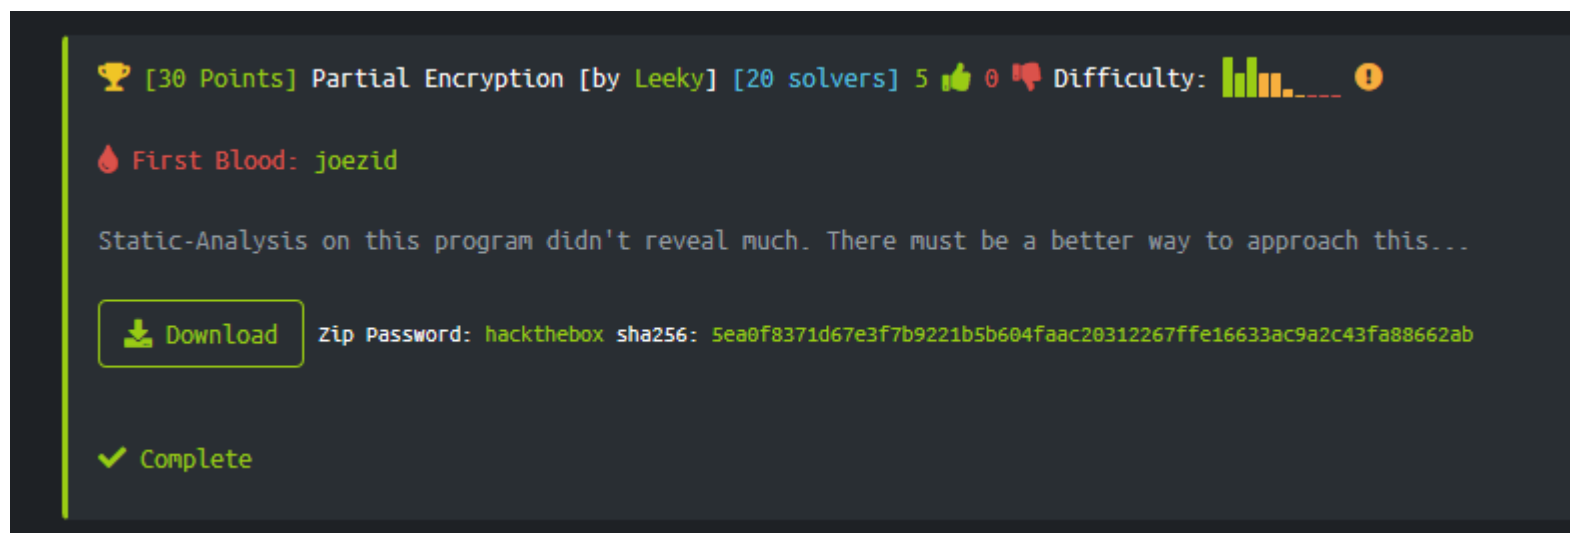 [30 Points] Partial Encryption [by Leeky] [20 solvers] 5 0 Difficulty:
First Blood: joezid
Static-Analysis on this program didn't reveal much. There must be a better way to approach this...
Download Zip Password: hackthebox sha256: 5ea0f8371d67e3f7b9221b5b604faac20312267ffe16633ac9a2c43fa88662ab
Complete